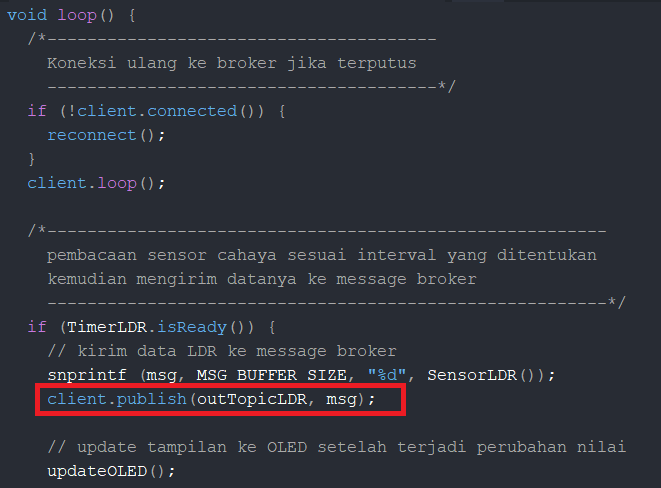 void loop() {
/*---------------------------------------
Koneksi ulang ke broker jika terputus
---------------------------------------*/
if (!client.connected()) {
reconnect();
}
client.loop();
/*--------------------------------------------------------
pembacaan sensor cahaya sesuai interval yang ditentukan
kemudian mengirim datanya ke message broker
--------------------------------------------------------*/
if (TimerLDR.isReady()) {
// kirim data LDR ke message broker
snprintf (msg, MSG_BUFFER_SIZE, "%d", SensorLDR());
client.publish(outTopicLDR, msg);
// update tampilan ke OLED setelah terjadi perubahan nilai
updateOLED();